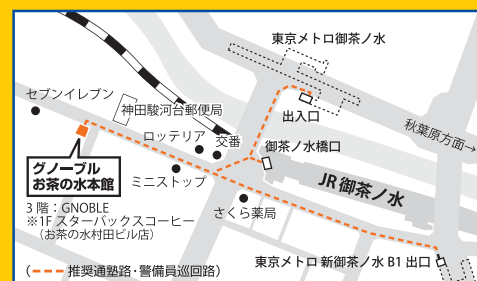 東京メトロ御茶ノ水
セブンイレブン
神田駿河台郵便局
出入口
秋葉原方面→
ロッテリア
交番
御茶ノ水橋口
グノーブル
お茶の水本館
ミニストップ
JR御茶ノ水
さくら薬局
3階：GNOBLE
※1F スターバックスコーヒー
（お茶の水村田ビル店）
東京メトロ 新御茶ノ水 B1 出口
(---- 推奨通塾路・警備員巡回路)